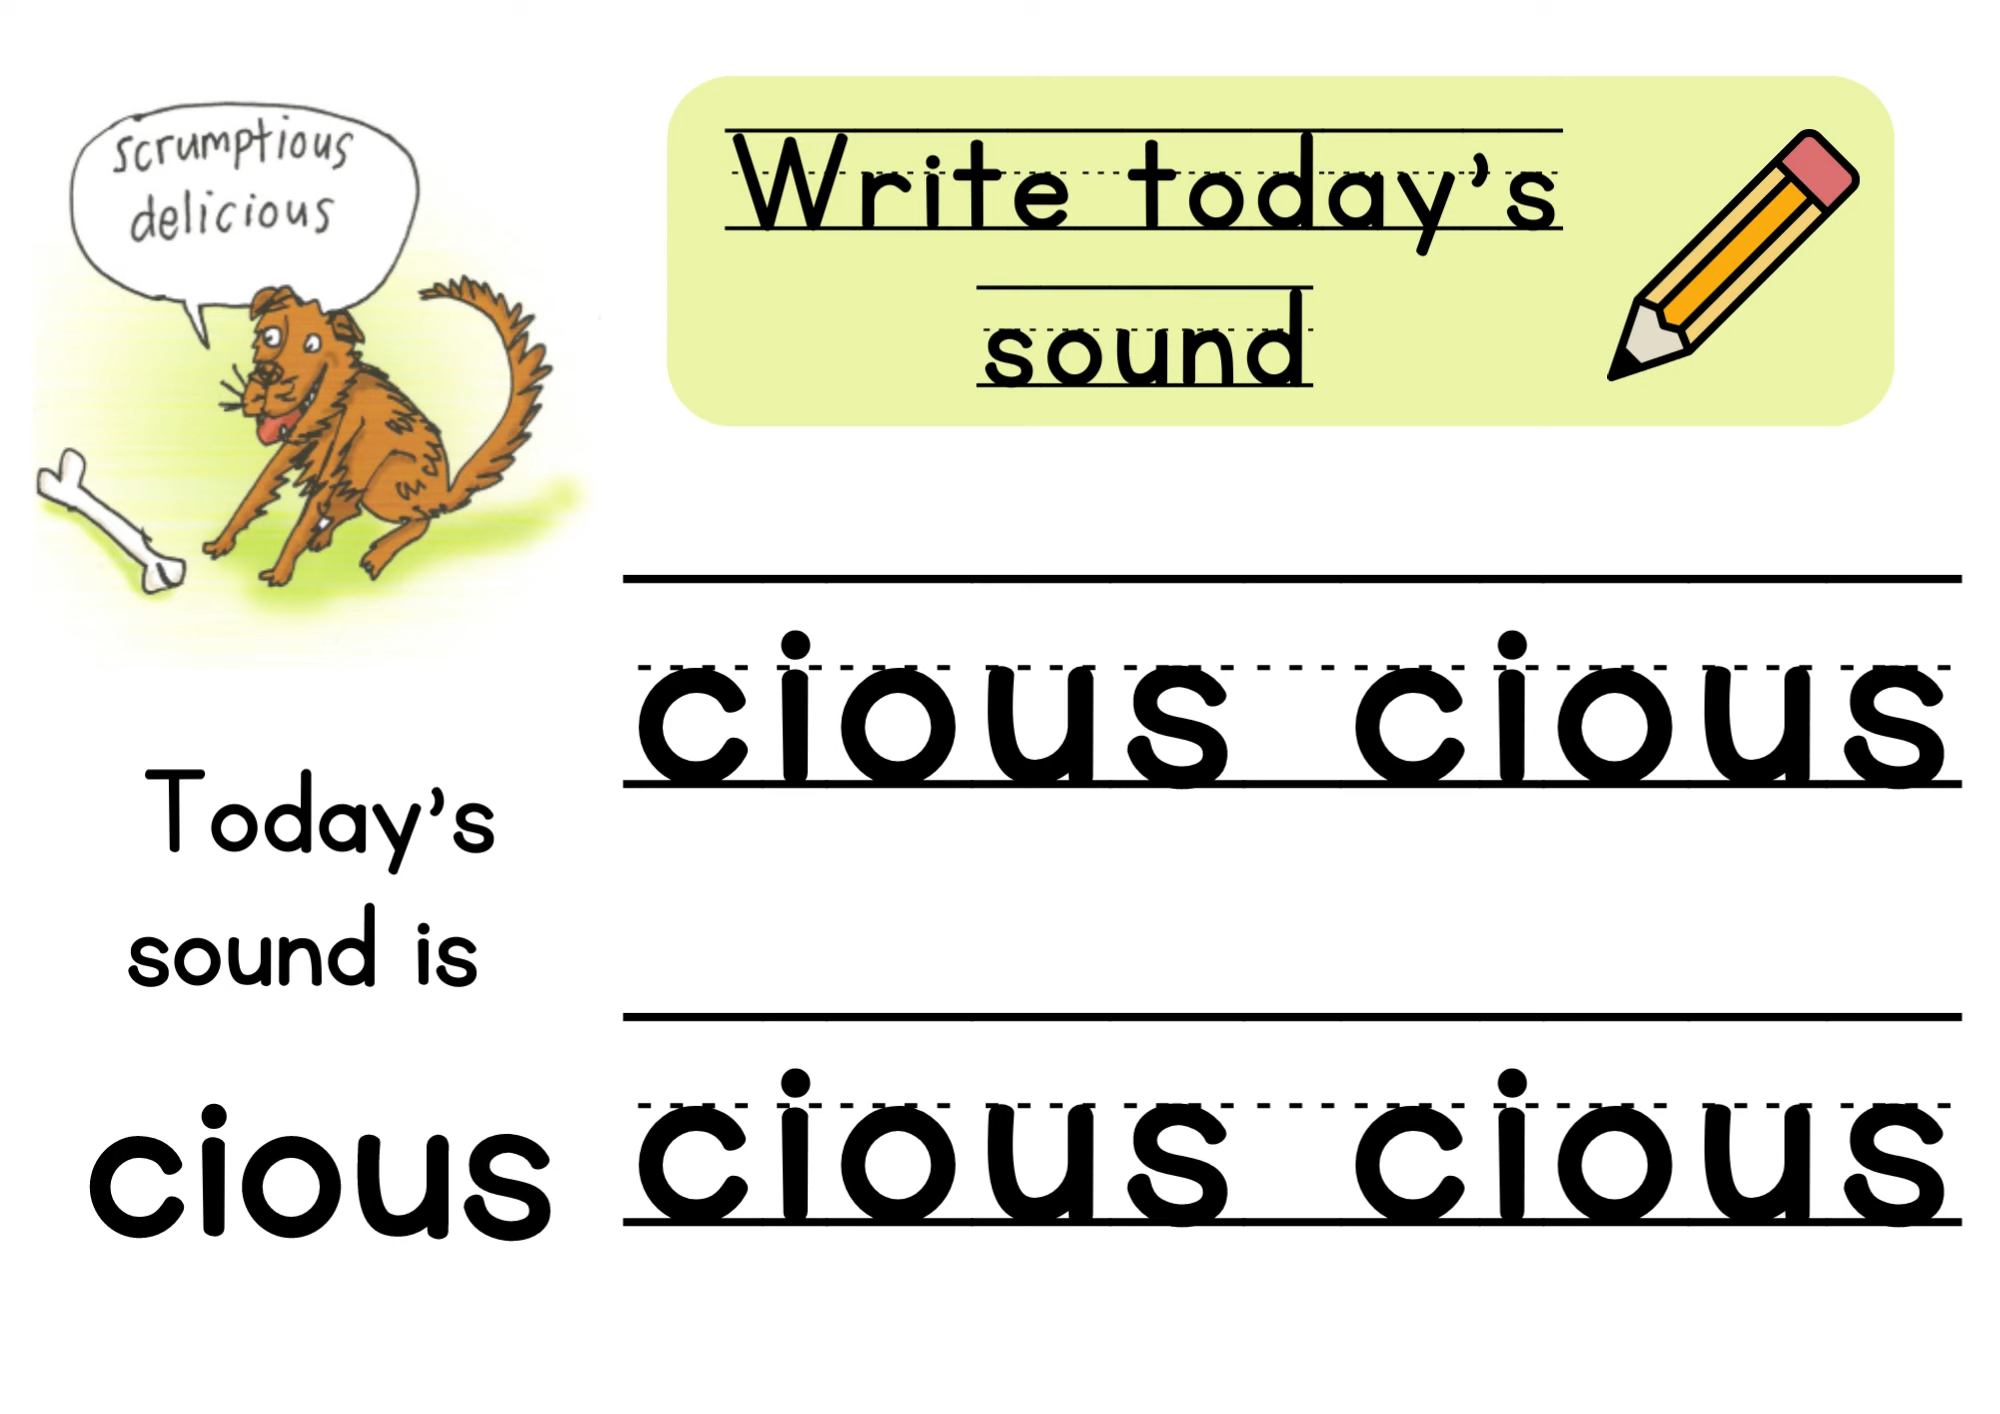 scrumptious
delicious
Write today's
sound
Today's
sound is
cious
cious cious
cious cious